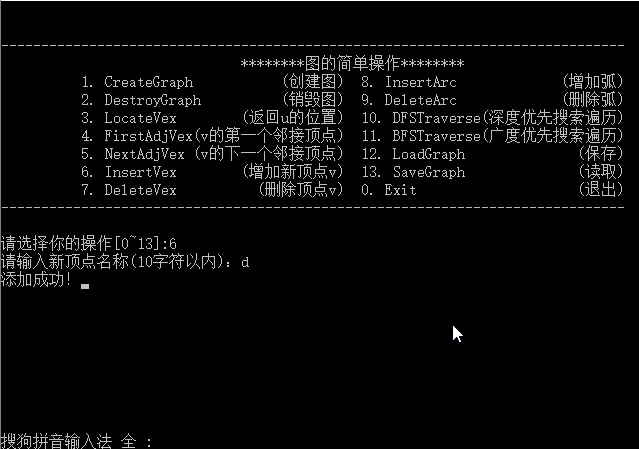 --------------------------------------------------------------------------------
********图的简单操作********
1. CreateGraph (创建图) 8. InsertArc (增加弧)
2. DestroyGraph (销毁图) 9. DeleteArc (删除弧)
3. LocateVex (返回u的位置) 10. DFSTraverse(深度优先搜索遍历)
4. FirstAdjVex(v的第一个邻接顶点) 11. BFSTraverse(广度优先搜索遍历)
5. NextAdjVex (v的下一个邻接顶点) 12. LoadGraph (保存)
6. InsertVex (增加新顶点v) 13. SaveGraph (读取)
7. DeleteVex (删除顶点v) 0. Exit (退出)
--------------------------------------------------------------------------------
请选择你的操作[0~13]:6
请输入新顶点名称(10字符以内): d
添加成功!
搜狗拼音输入法 全 :